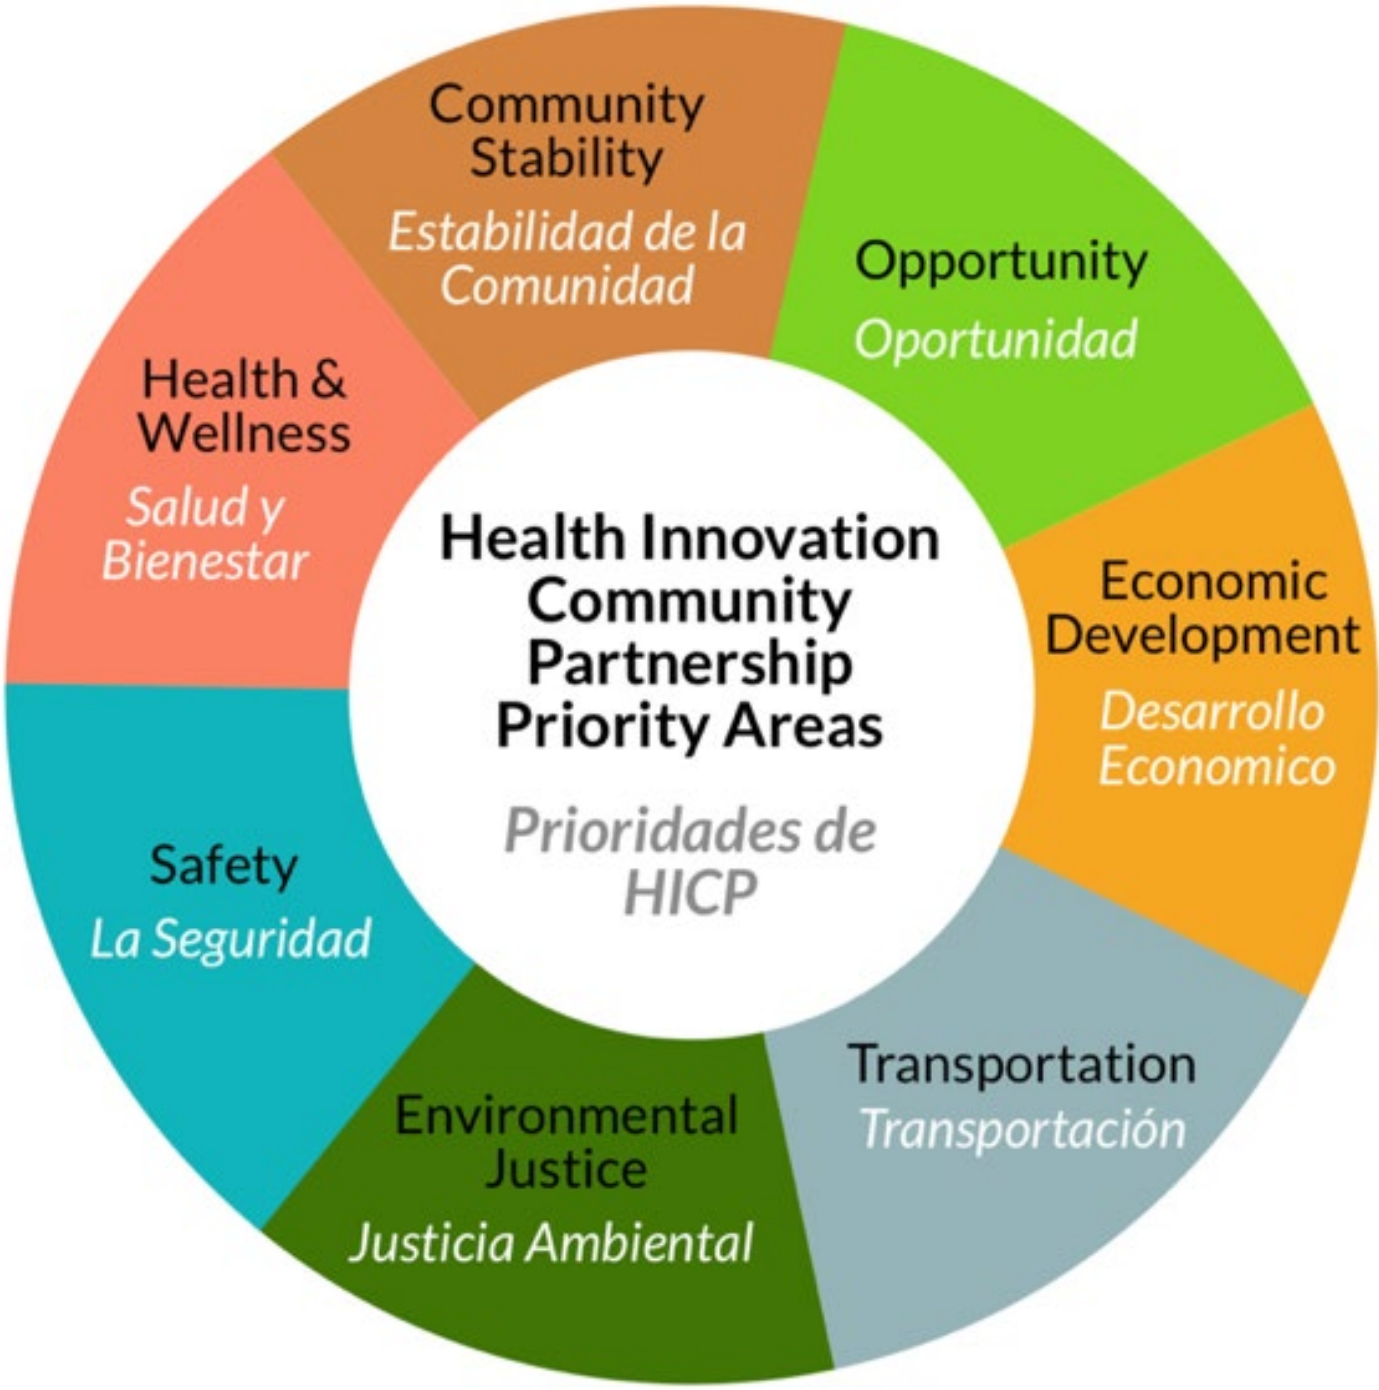 Community
Stability
Estabilidad de la
Comunidad
Opportunity
Oportunidad
Health &
Wellness
Salud y
Bienestar
Health Innovation
Community
Partnership
Priority Areas
Prioridades de
HICP
Economic
Development
Desarrollo
Economico
Safety
La Seguridad
Transportation
Transportación
Environmental
Justice
Justicia Ambiental